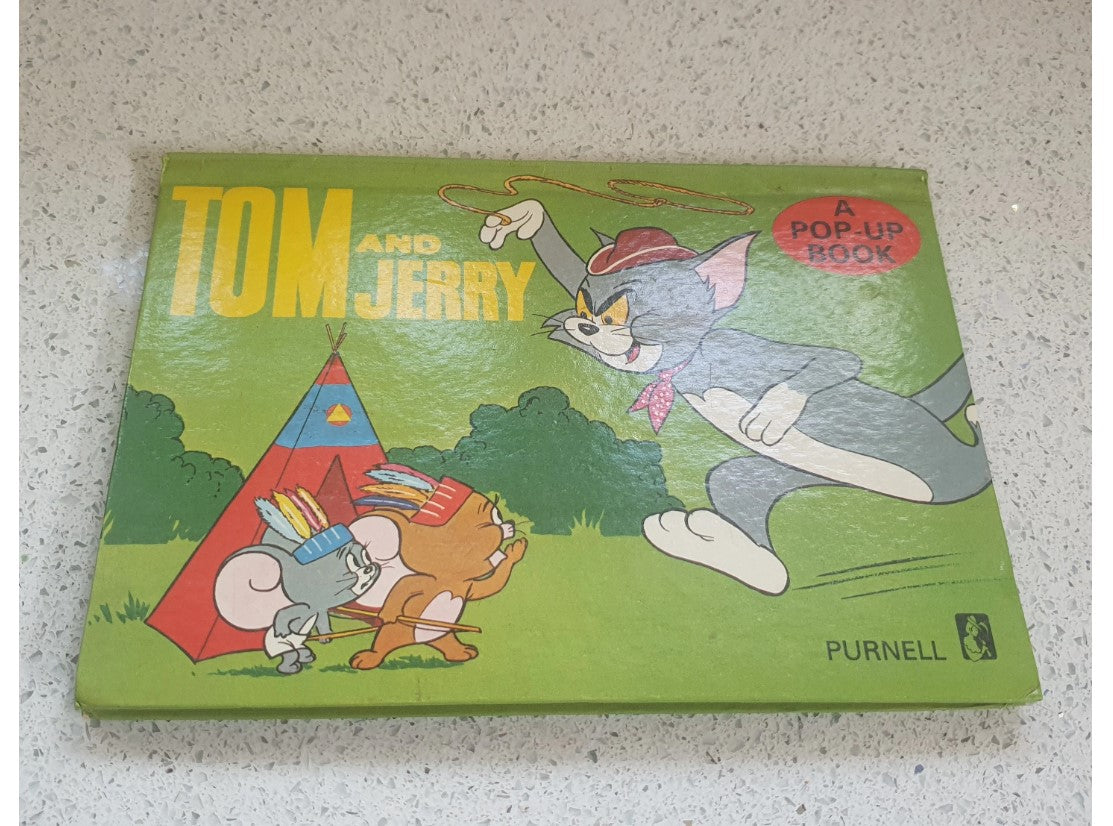 TOM
AND
JERRY
A
POP-UP
BOOK
PURNELL